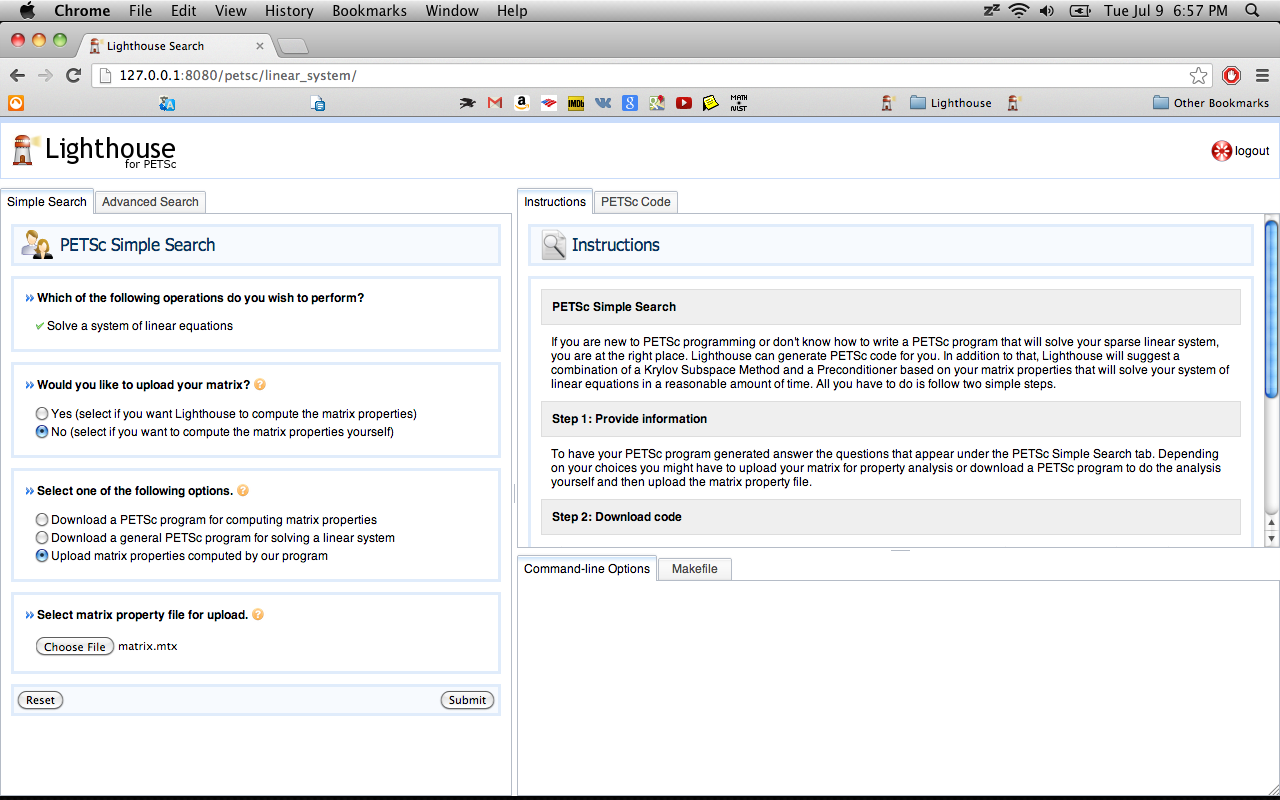 Chrome File Edit View History Bookmarks Window Help Tue Jul 9 6:57 PM
Lighthouse Search
127.0.0.1:8080/petsc/linear_system/
IMDb 8 MATH NIST Lighthouse Other Bookmarks
Lighthouse
for PETSc
logout
Simple Search Advanced Search
PETSc Simple Search
Which of the following operations do you wish to perform?
Solve a system of linear equations
Would you like to upload your matrix? ?
Yes (select if you want Lighthouse to compute the matrix properties)
No (select if you want to compute the matrix properties yourself)
Select one of the following options. ?
Download a PETSc program for computing matrix properties
Download a general PETSc program for solving a linear system
Upload matrix properties computed by our program
Select matrix property file for upload. ?
Choose File matrix.mtx
Reset Submit
Instructions PETSc Code
Instructions
PETSc Simple Search
If you are new to PETSc programming or don't know how to write a PETSc program that will solve your sparse linear system,
you are at the right place. Lighthouse can generate PETSc code for you. In addition to that, Lighthouse will suggest a
combination of a Krylov Subspace Method and a Preconditioner based on your matrix properties that will solve your system of
linear equations in a reasonable amount of time. All you have to do is follow two simple steps.
Step 1: Provide information
To have your PETSc program generated answer the questions that appear under the PETSc Simple Search tab. Depending
on your choices you might have to upload your matrix for property analysis or download a PETSc program to do the analysis
yourself and then upload the matrix property file.
Step 2: Download code
Command-line Options Makefile